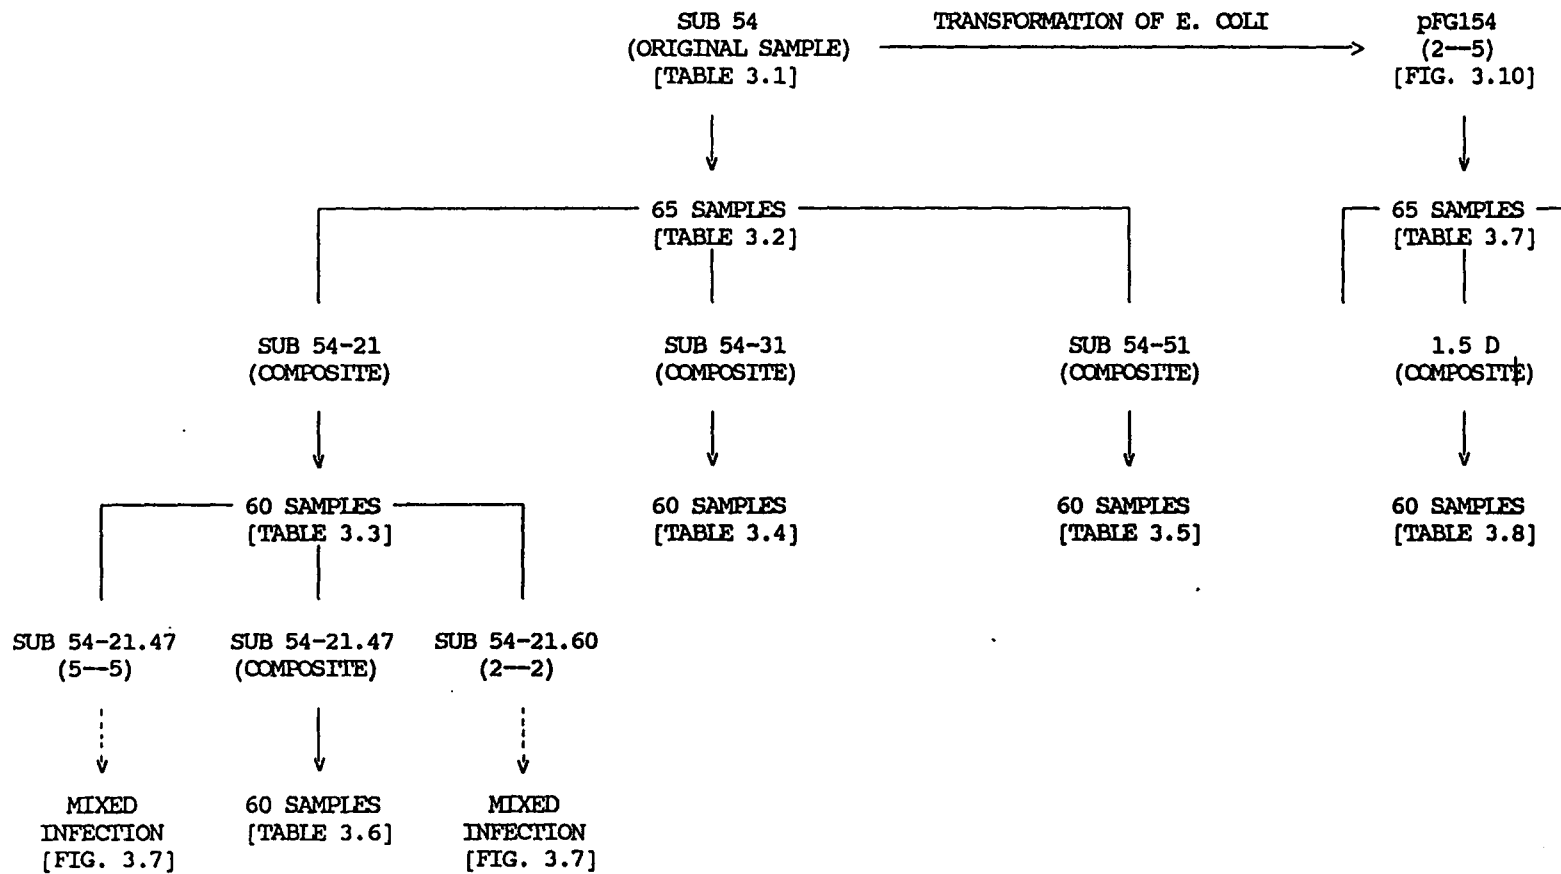 SUB 54
(ORIGINAL SAMPLE)
[TABLE 3.1]
TRANSFORMATION OF E. COLI
pFG154
(2--5)
[FIG. 3.10]
65 SAMPLES
[TABLE 3.2]
65 SAMPLES
[TABLE 3.7]
SUB 54-21
(COMPOSITE)
SUB 54-31
(COMPOSITE)
SUB 54-51
(COMPOSITE)
1.5 D
(COMPOSITE)
60 SAMPLES
[TABLE 3.3]
60 SAMPLES
[TABLE 3.4]
60 SAMPLES
[TABLE 3.5]
60 SAMPLES
[TABLE 3.8]
SUB 54-21.47
(5--5)
SUB 54-21.47
(COMPOSITE)
SUB 54-21.60
(2--2)
MIXED
INFECTION
[FIG. 3.7]
60 SAMPLES
[TABLE 3.6]
MIXED
INFECTION
[FIG. 3.7]